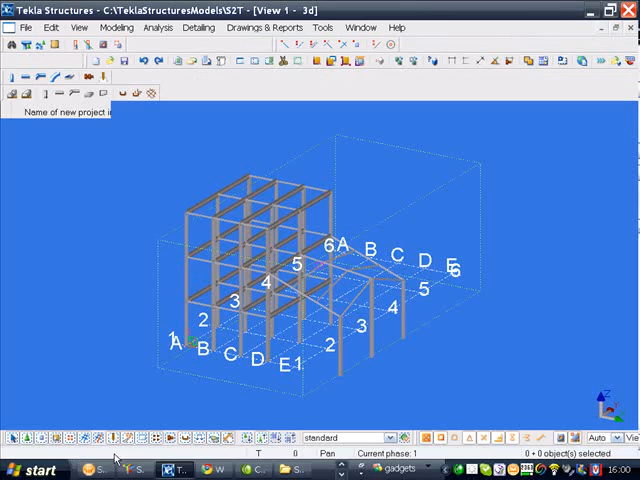 Tekla Structures - C:\TeklaStructuresModels\S2T - [View 1 - 3d]
File Edit View Modeling Analysis Detailing Drawings & Reports Tools Window Help
Name of new project i
6 A B C D E 6
5 5
4 4
3 3
2 2
1 A B C D E 1
standard Auto Vie
T 0 Pan Current phase: 1 0 + 0 object(s) selected
start S.. S.. T.. W C.. S.. gadgets 16:00